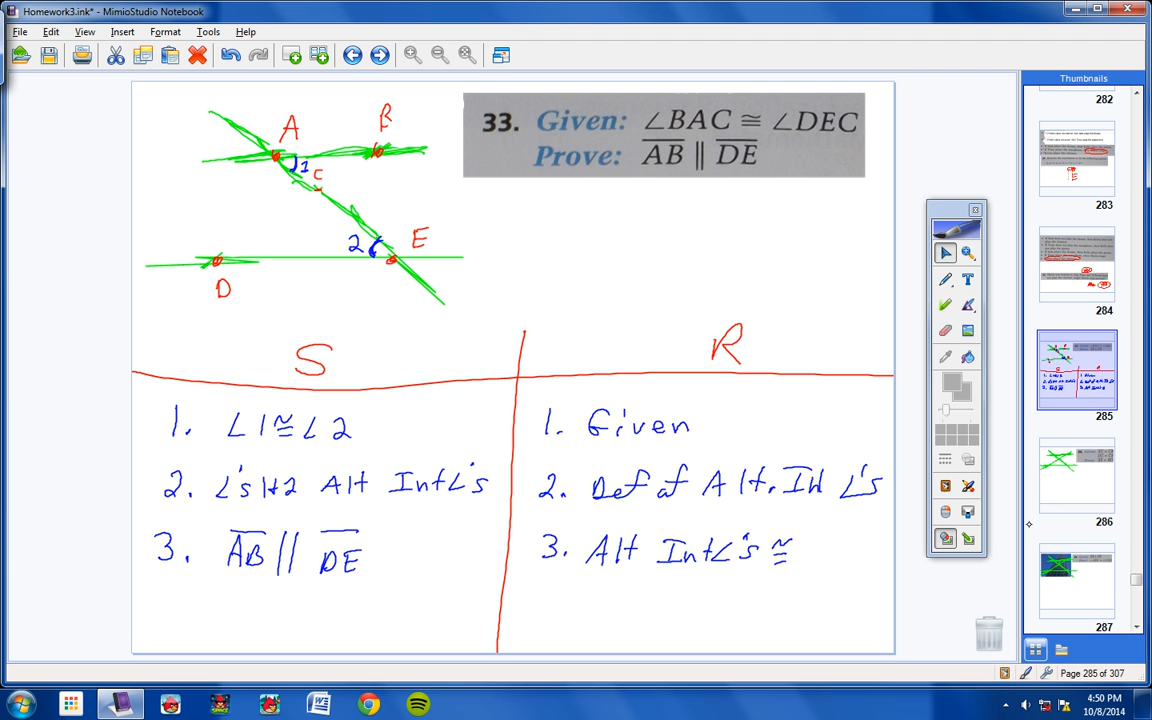 Homework3.ink* - MimioStudio Notebook
File Edit View Insert Format Tools Help
Thumbnails
282
283
284
285
286
287
A B
1 C
2 E
D
33. Given: ∠BAC ≅ ∠DEC
Prove: AB ∥ DE
S R
1. ∠1≅∠2
1. Given
2. ∠'s 1+2 Alt Int∠'s
2. Def of Alt. Int ∠'s
3. AB // DE
3. Alt Int∠'s ≅
T
Page 285 of 307
4:50 PM
10/8/2014